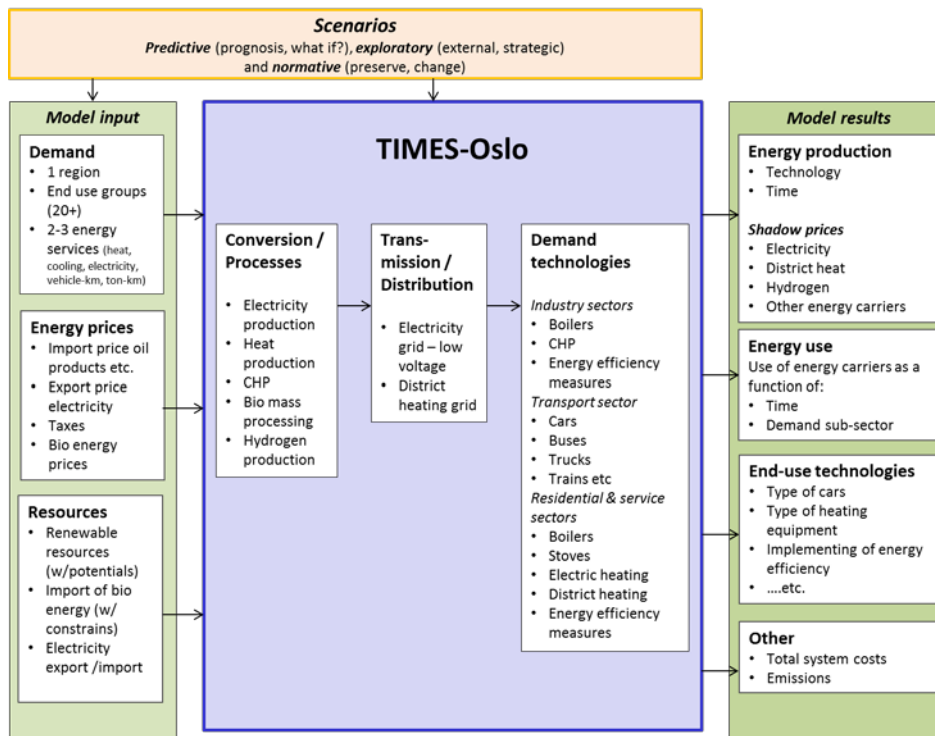 Scenarios
Predictive (prognosis, what if?), exploratory (external, strategic)
and normative (preserve, change)
Model input
Demand
• 1 region
• End use groups
(20+)
• 2-3 energy
services (heat,
cooling, electricity,
vehicle-km, ton-km)
Energy prices
• Import price oil
products etc.
• Export price
electricity
• Taxes
• Bio energy
prices
Resources
• Renewable
resources
(w/potentials)
• Import of bio
energy (w/
constrains)
• Electricity
export /import
TIMES-Oslo
Conversion /
Processes
• Electricity
production
• Heat
production
• CHP
• Bio mass
processing
• Hydrogen
production
Trans-
mission /
Distribution
• Electricity
grid – low
voltage
• District
heating grid
Demand
technologies
Industry sectors
• Boilers
• CHP
• Energy efficiency
measures
Transport sector
• Cars
• Buses
• Trucks
• Trains etc
Residential & service
sectors
• Boilers
• Stoves
• Electric heating
• District heating
• Energy efficiency
measures
Model results
Energy production
• Technology
• Time
Shadow prices
• Electricity
• District heat
• Hydrogen
• Other energy carriers
Energy use
Use of energy carriers as a
function of:
• Time
• Demand sub-sector
End-use technologies
• Type of cars
• Type of heating
equipment
• Implementing of energy
efficiency
• ….etc.
Other
• Total system costs
• Emissions